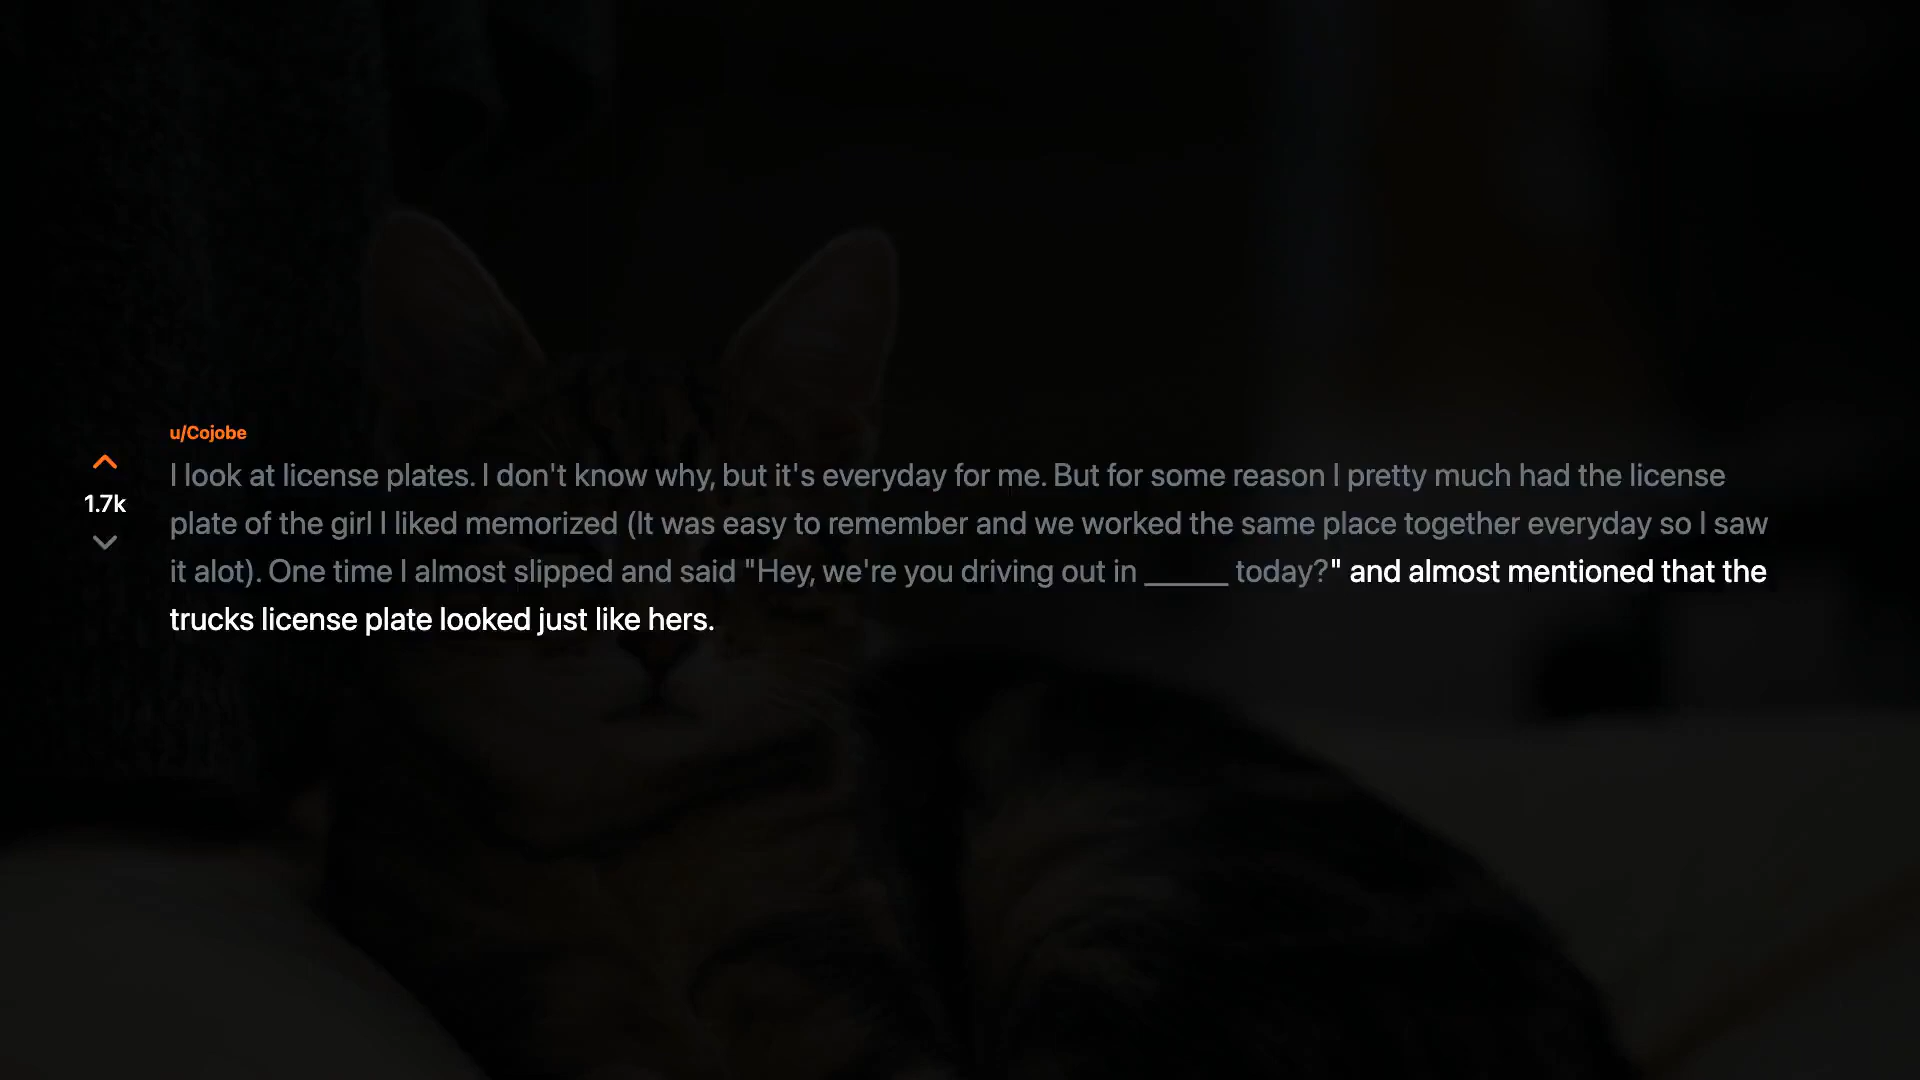 u/Cojobe
1.7k
I look at license plates. I don't know why, but it's everyday for me. But for some reason I pretty much had the license
plate of the girl I liked memorized (It was easy to remember and we worked the same place together everyday so I saw
it alot). One time I almost slipped and said "Hey, we're you driving out in ______ today?" and almost mentioned that the
trucks license plate looked just like hers.